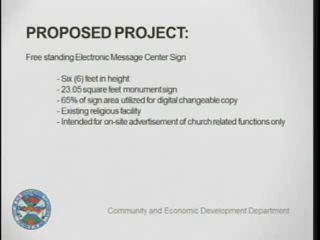 PROPOSED PROJECT:
Free standing Electronic Message Center Sign
- Six (6) feet in height
- 23.05 square feet monument sign
- 65% of sign area utilized for digital changeable copy
- Existing religious facility
- Intended for on-site advertisement of church related functions only
Community and Economic Development Department